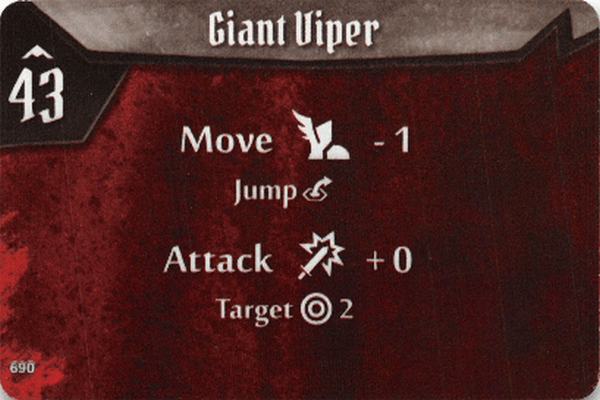 Giant Viper
43
Move - 1
Jump
Attack + 0
Target 2
690